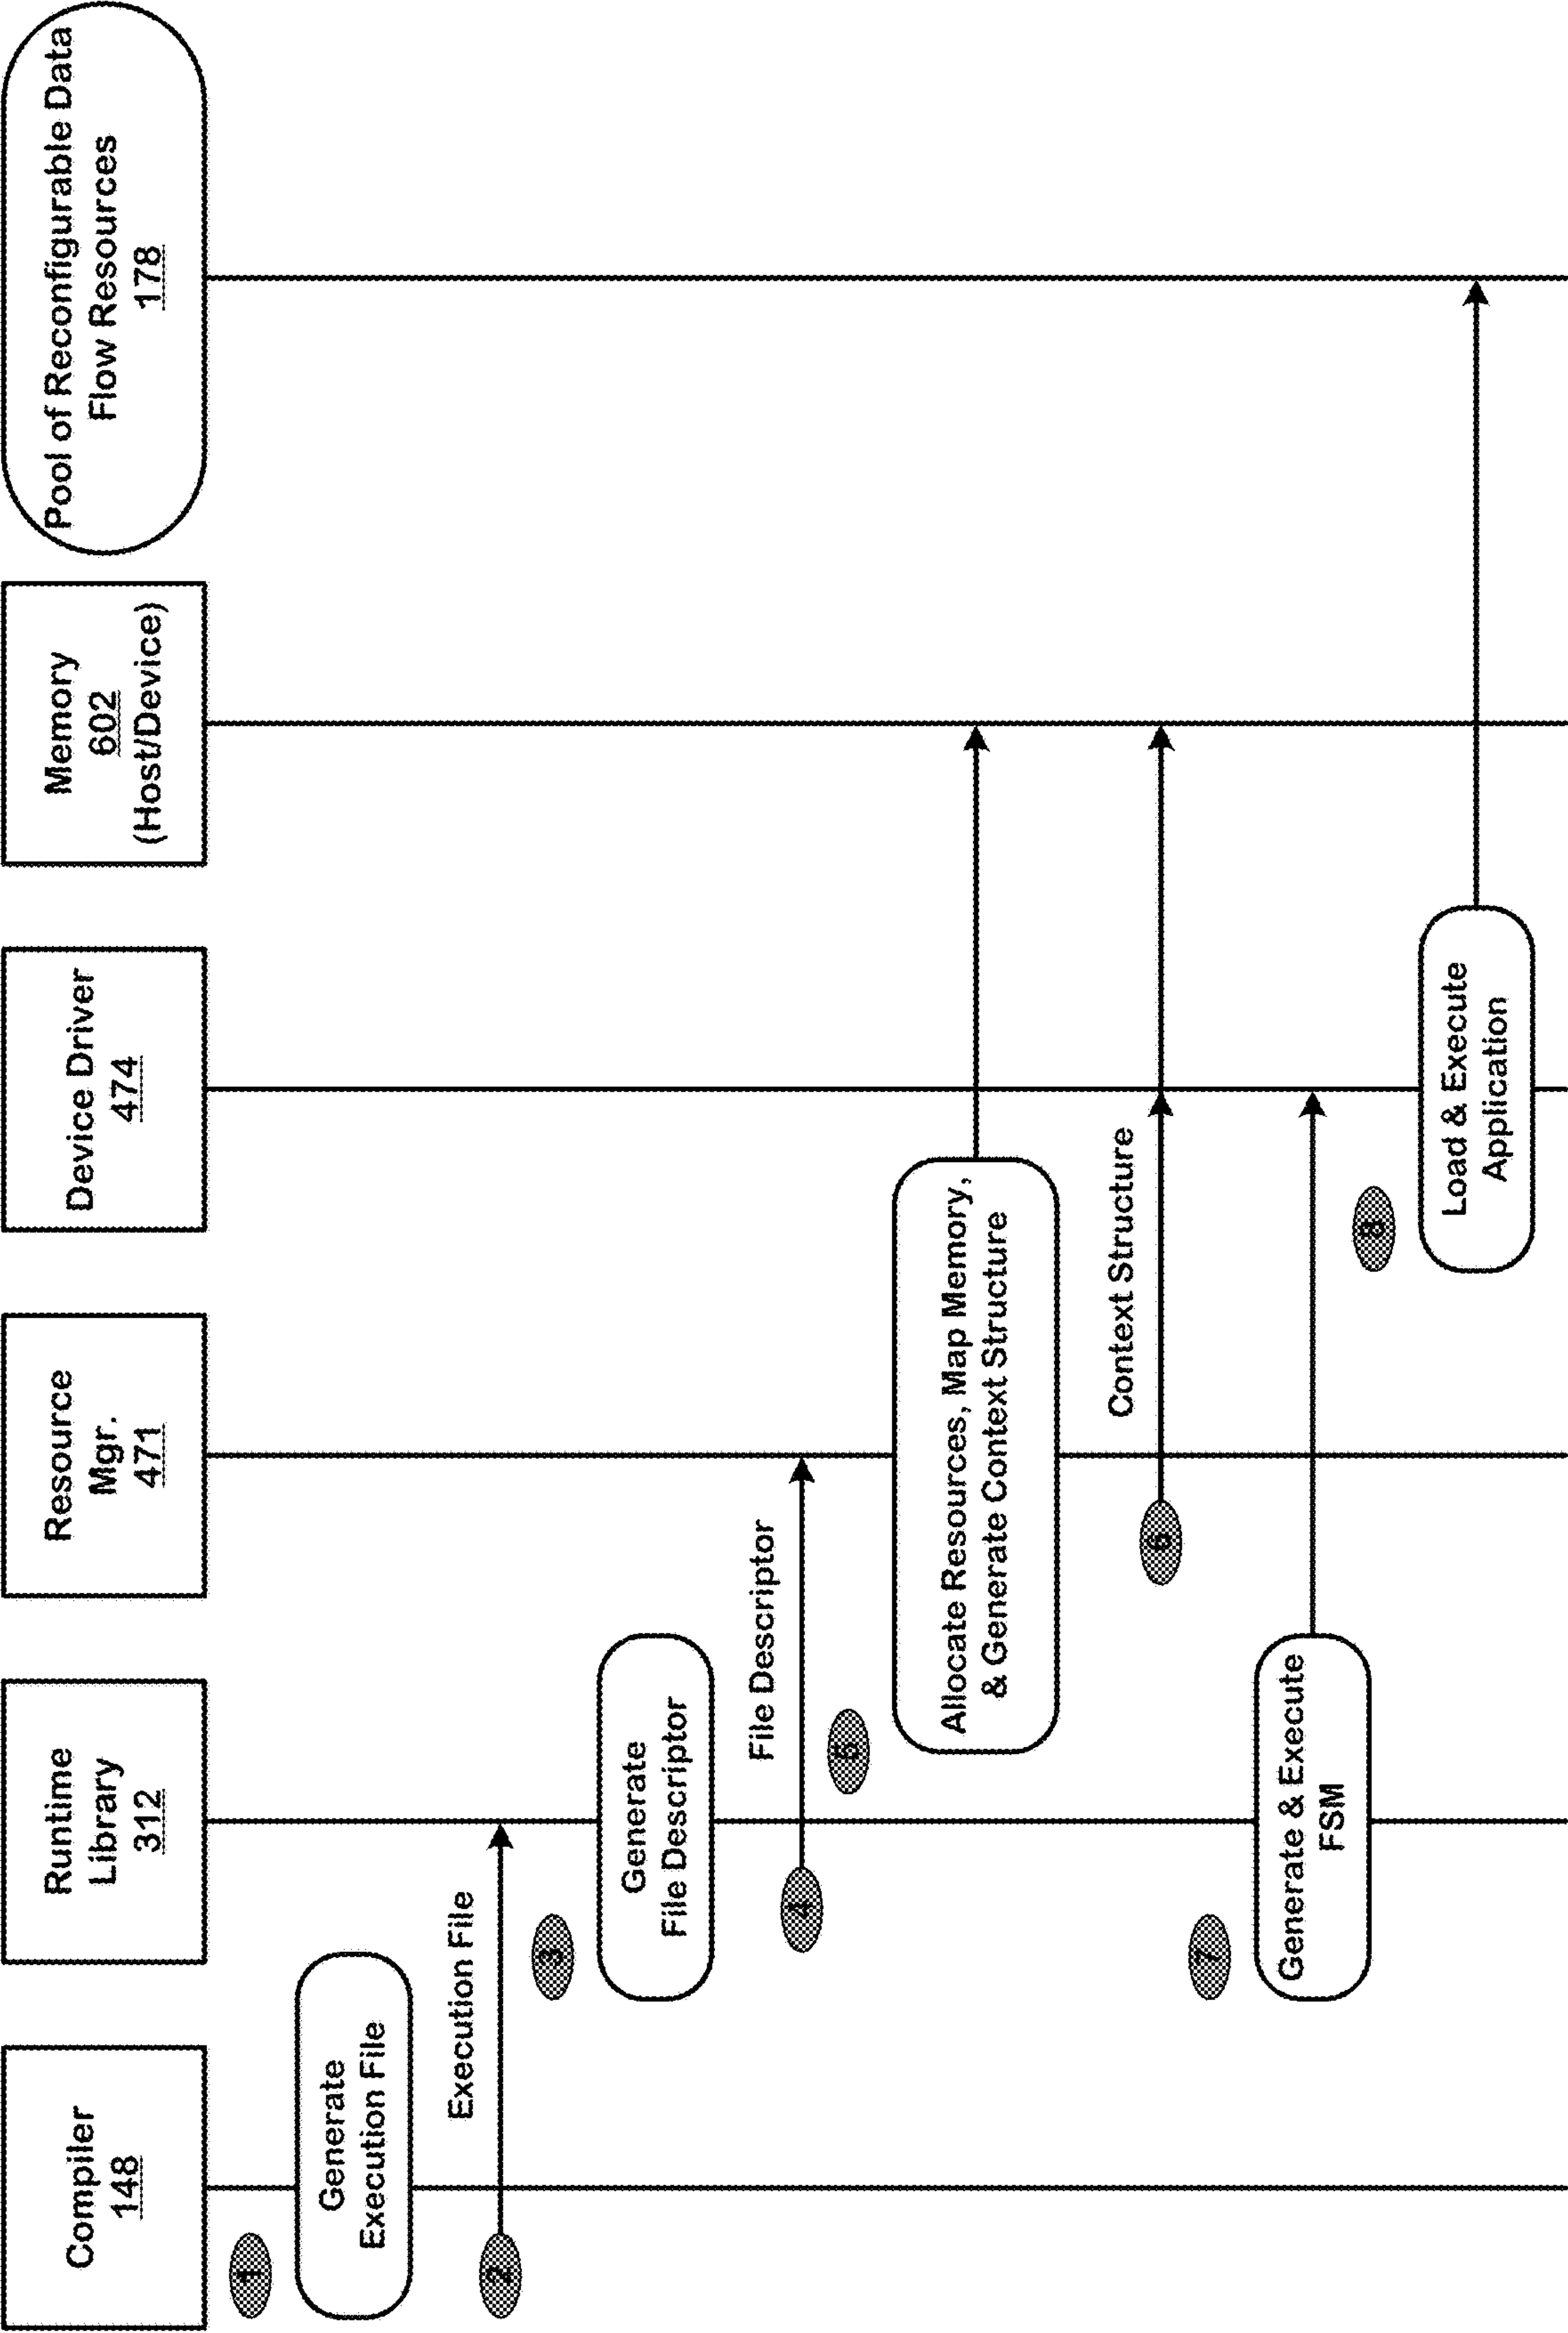 Compiler
148
Runtime
Library
312
Resource
Mgr.
471
Device Driver
474
Memory
602
(Host/Device)
Pool of Reconfigurable Data
Flow Resources
178
1
Generate
Execution File
2
Execution File
3
Generate
File Descriptor
4
File Descriptor
5
Allocate Resources, Map Memory,
& Generate Context Structure
6
Context Structure
7
Generate & Execute
FSM
8
Load & Execute
Application